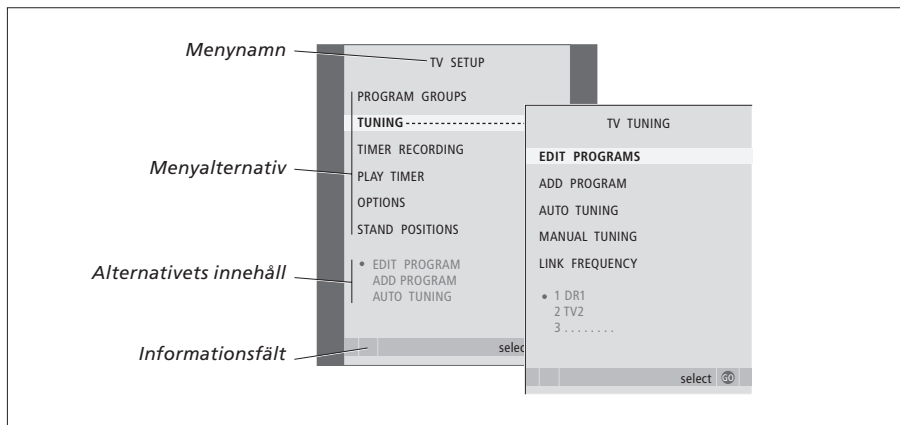 Menynamn
TV SETUP
PROGRAM GROUPS
TUNING
TIMER RECORDING
Menyalternativ
PLAY TIMER
OPTIONS
STAND POSITIONS
Alternativets innehåll
• EDIT PROGRAM
ADD PROGRAM
AUTO TUNING
Informationsfält
selec
TV TUNING
EDIT PROGRAMS
ADD PROGRAM
AUTO TUNING
MANUAL TUNING
LINK FREQUENCY
• 1 DR1
2 TV2
3 . . . . . . . .
select GO